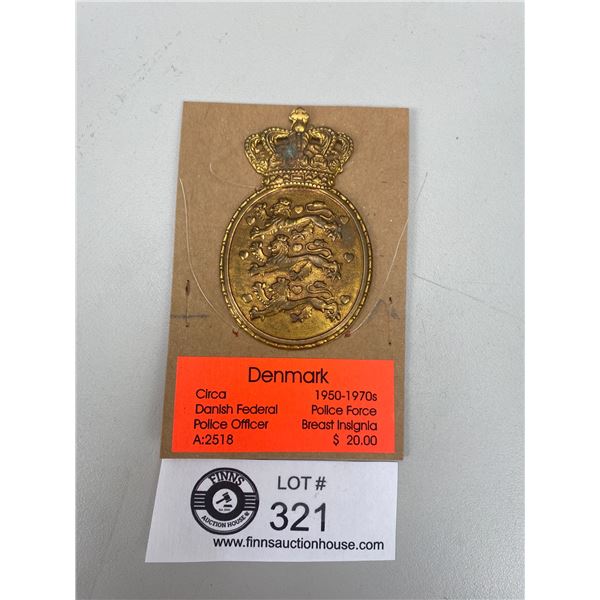 Denmark
Circa 1950-1970s
Danish Federal Police Force
Police Officer Breast Insignia
A:2518 $ 20.00
FINNS
AUCTION HOUSE
LOT #
321
www.finnsauctionhouse.com